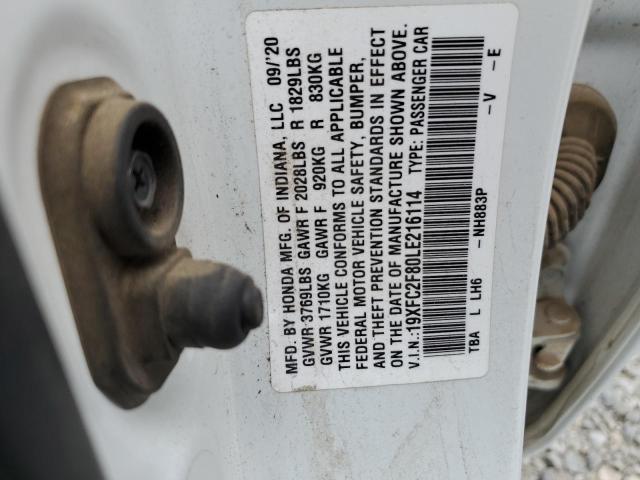 MFD. BY HONDA MFG. OF INDIANA, LLC 09/'20
GVWR 3769LBS GAWR F 2028LBS R 1829LBS
GVWR 1710KG GAWR F 920KG R 830KG
THIS VEHICLE CONFORMS TO ALL APPLICABLE
FEDERAL MOTOR VEHICLE SAFETY, BUMPER,
AND THEFT PREVENTION STANDARDS IN EFFECT
ON THE DATE OF MANUFACTURE SHOWN ABOVE.
V.I.N.:19XFC2F80LE216114 TYPE: PASSENGER CAR
TBA L LH6 -NH883P -V -E